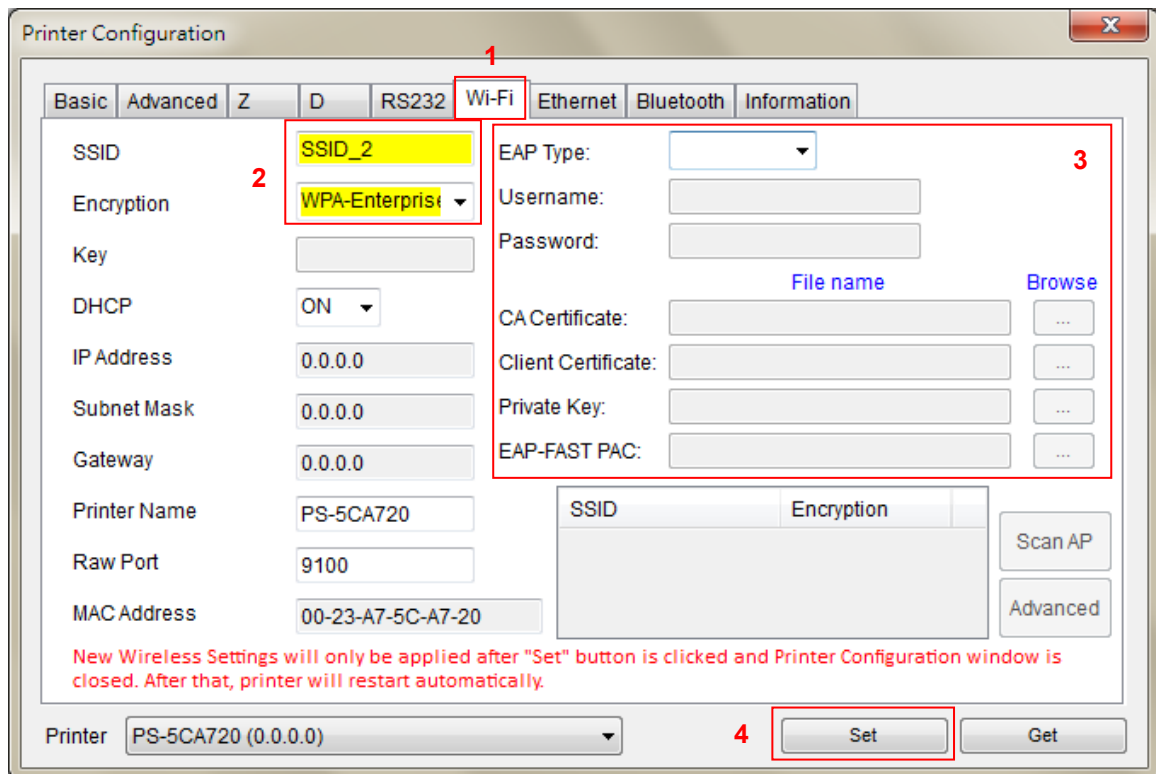 Printer Configuration
X
1
Basic Advanced Z D RS232 Wi-Fi Ethernet Bluetooth Information
SSID
SSID_2
2
Encryption
WPA-Enterprise
Key
DHCP
ON
IP Address
0.0.0.0
Subnet Mask
0.0.0.0
Gateway
0.0.0.0
Printer Name
PS-5CA720
Raw Port
9100
MAC Address
00-23-A7-5C-A7-20
EAP Type:
3
Username:
Password:
File name Browse
CA Certificate:
...
Client Certificate:
...
Private Key:
...
EAP-FAST PAC:
...
SSID Encryption
Scan AP
Advanced
New Wireless Settings will only be applied after "Set" button is clicked and Printer Configuration window is
closed. After that, printer will restart automatically.
Printer PS-5CA720 (0.0.0.0)
4
Set
Get